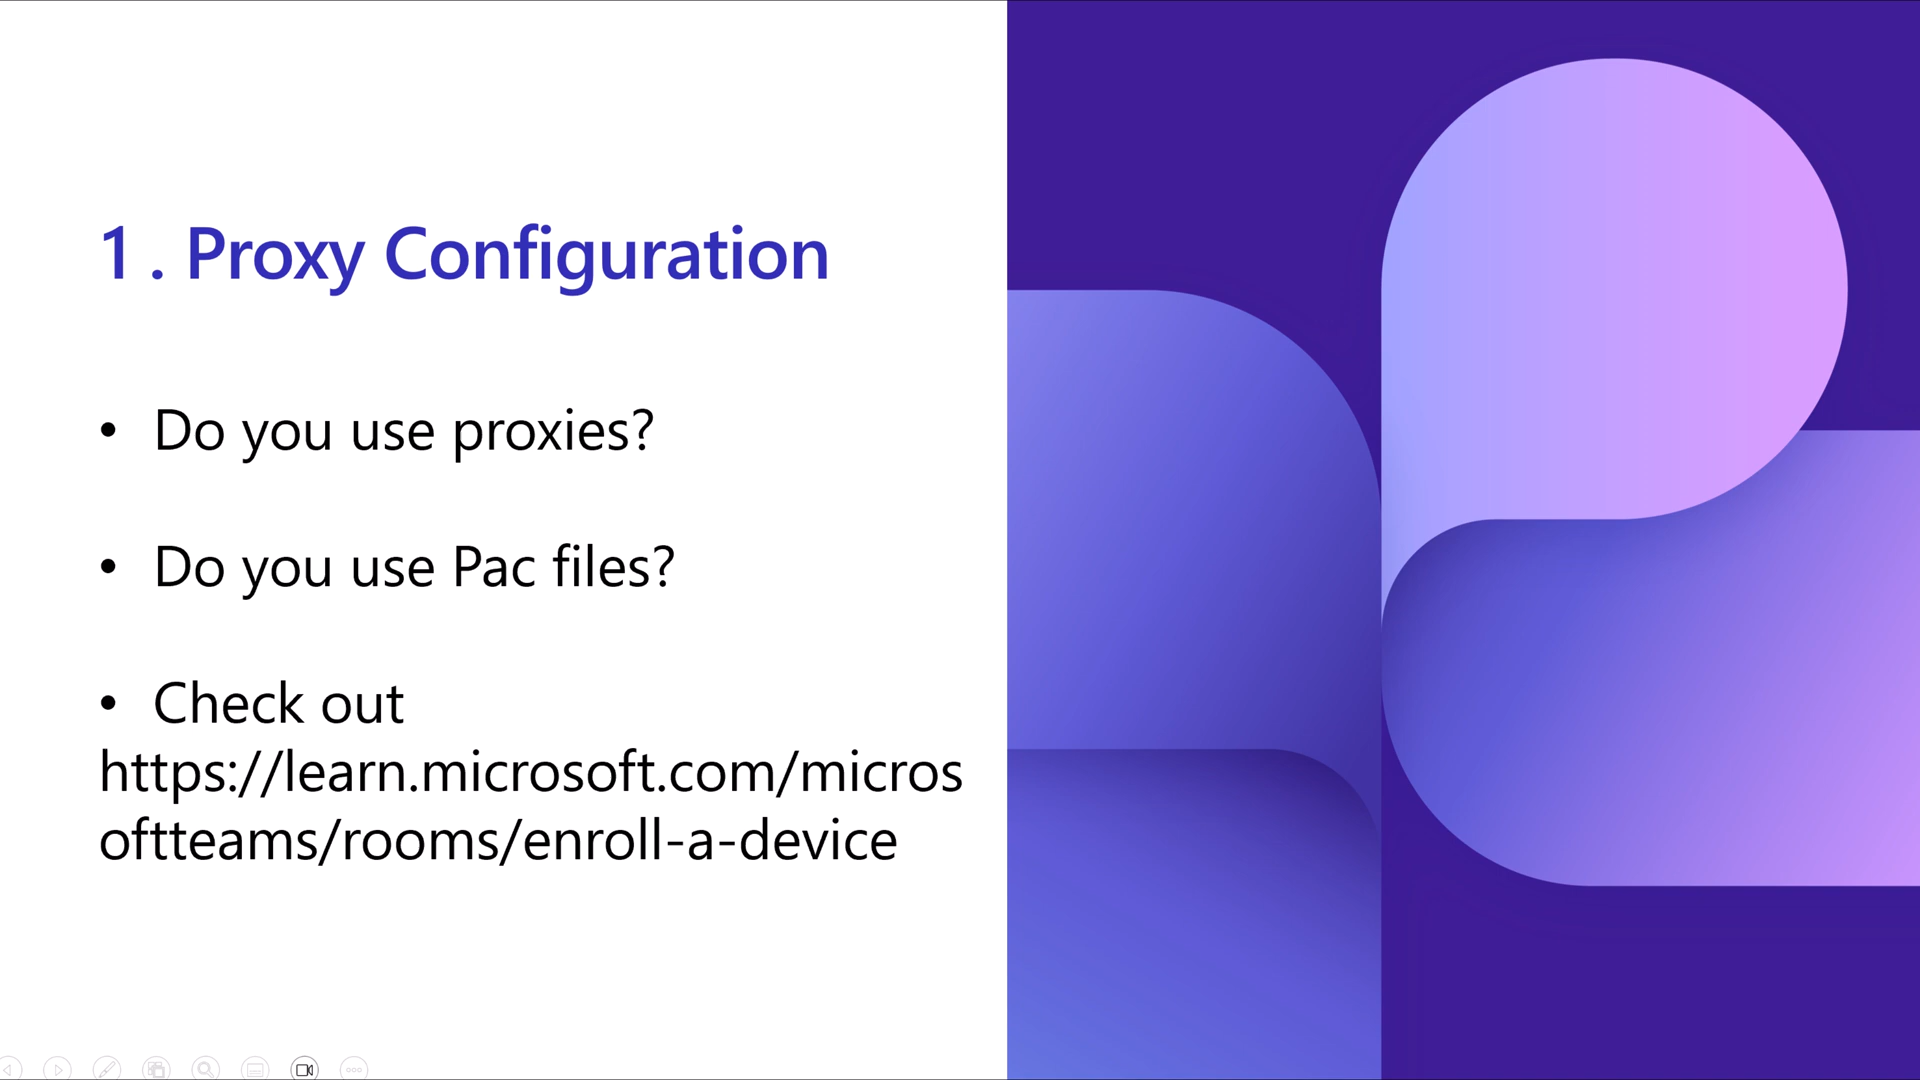 1 . Proxy Configuration
• Do you use proxies?
• Do you use Pac files?
• Check out
https://learn.microsoft.com/micros
oftteams/rooms/enroll-a-device